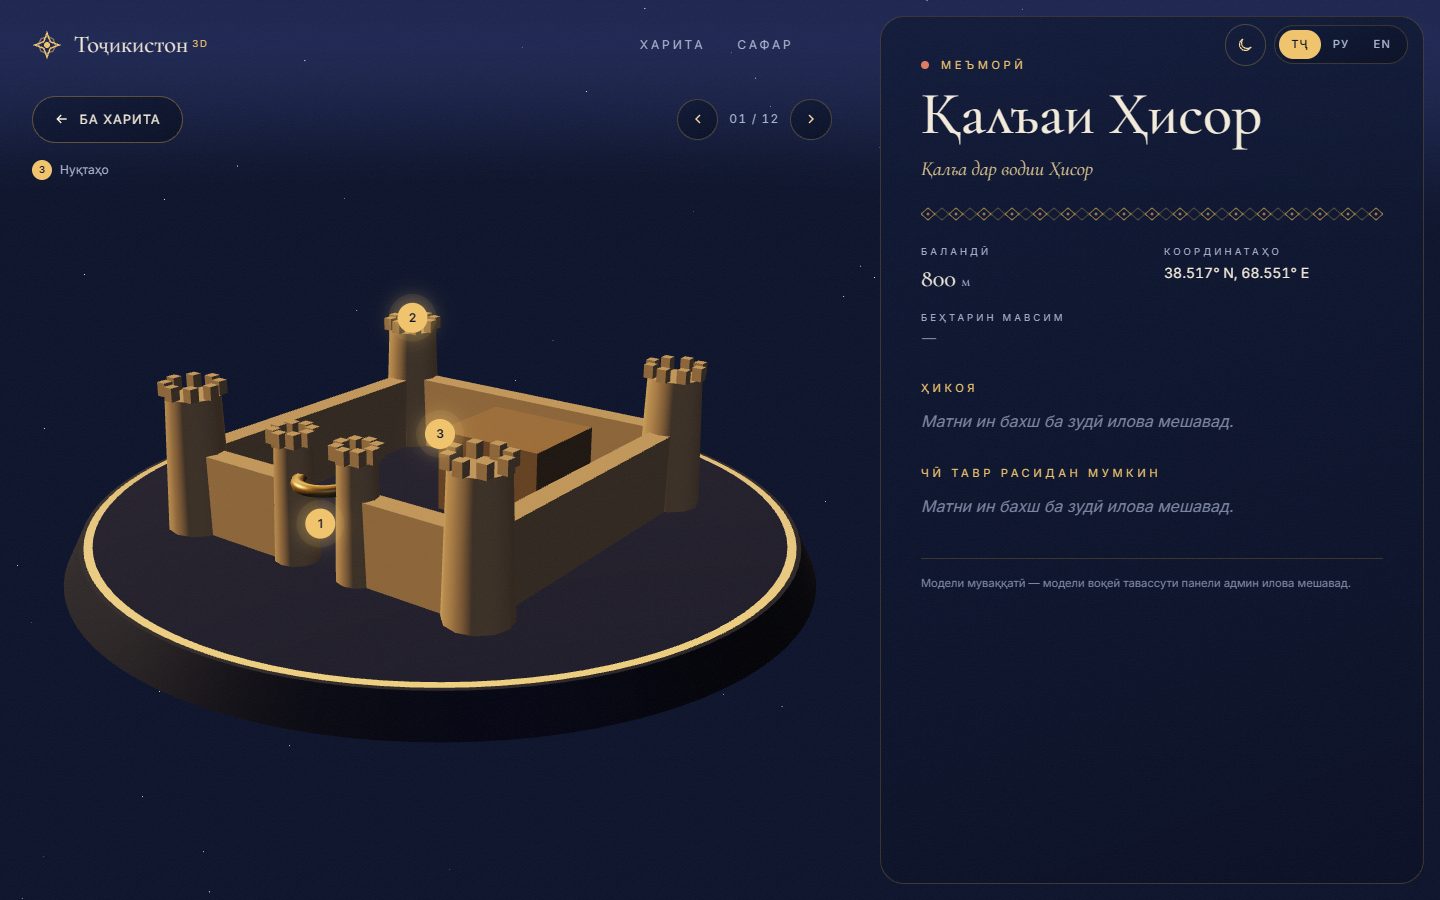 Тоҷикистон 3D
ХАРИТА САФАР
ТҶ РУ EN
БА ХАРИТА
01 / 12
3 Нуқтаҳо
2
3
1
МЕЪМОРӢ
Қалъаи Ҳисор
Қалъа дар водии Ҳисор
БАЛАНДӢ
800 м
КООРДИНАТАҲО
38.517° N, 68.551° E
БЕҲТАРИН МАВСИМ
—
ҲИКОЯ
Матни ин бахш ба зудӣ илова мешавад.
ЧӢ ТАВР РАСИДАН МУМКИН
Матни ин бахш ба зудӣ илова мешавад.
Модели муваққатӣ — модели воқеӣ тавассути панели админ илова мешавад.